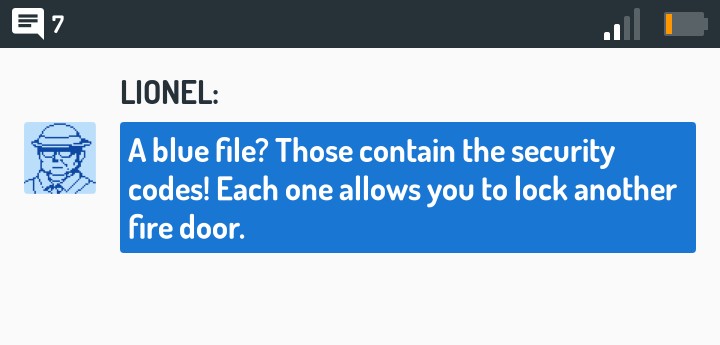 7
LIONEL:
A blue file? Those contain the security
codes! Each one allows you to lock another
fire door.